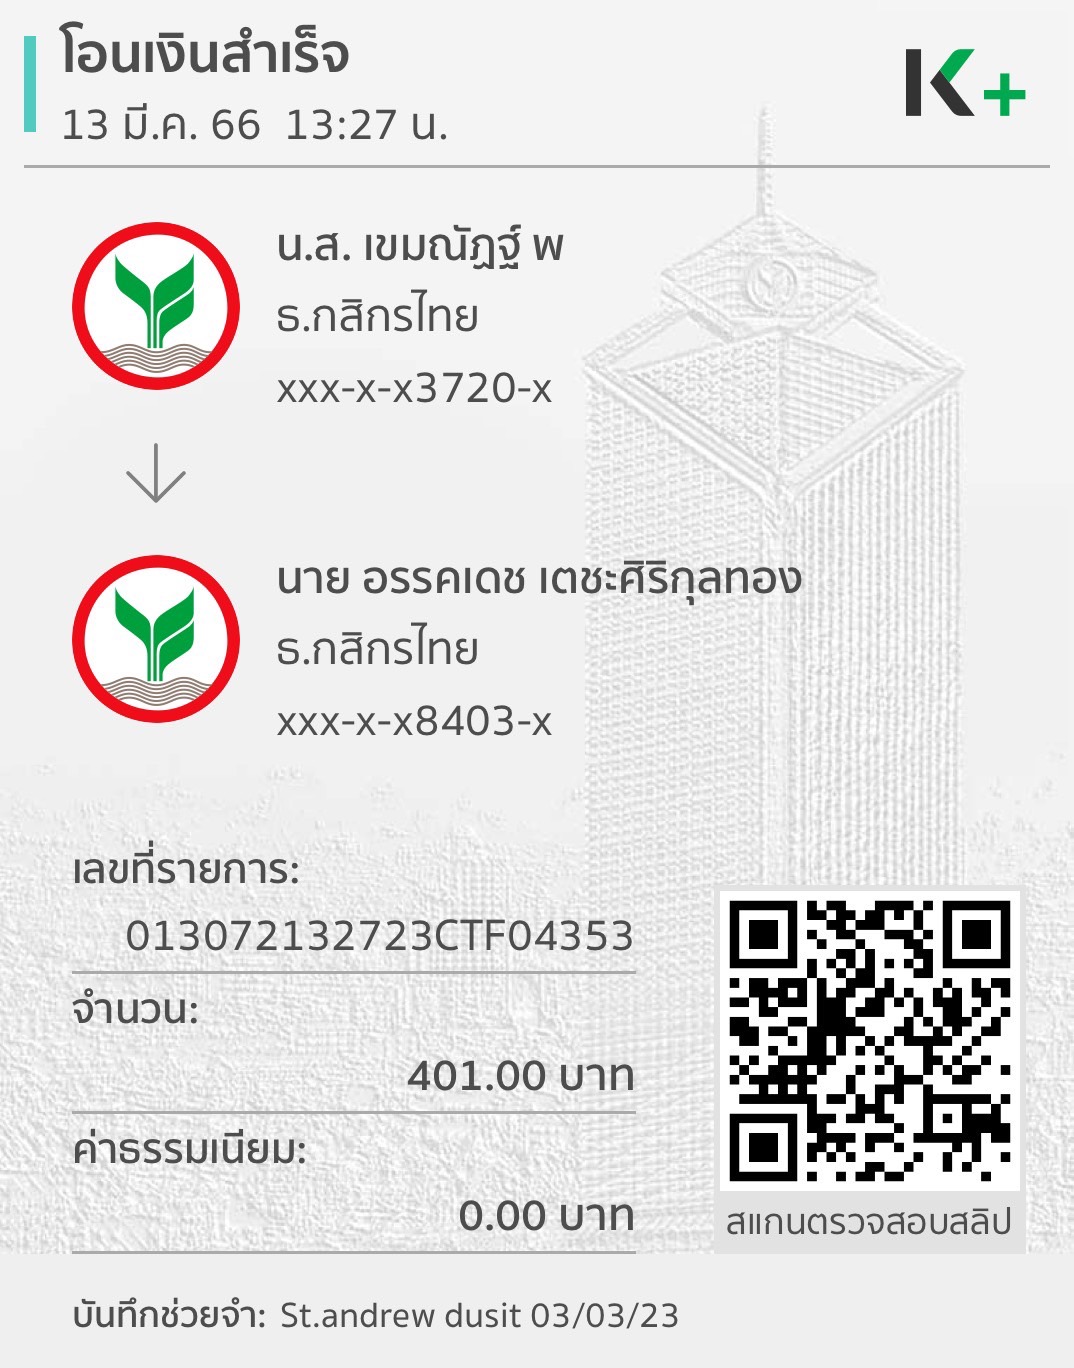 โอนเงินสำเร็จ
13 มี.ค. 66 13:27 น.
K+
น.ส. เขมณัฏฐ์ พ
ธ.กสิกรไทย
xxx-x-x3720-x
นาย อรรคเดช เตชะศิริกุลทอง
ธ.กสิกรไทย
xxx-x-x8403-x
เลขที่รายการ:
013072132723CTF04353
จำนวน:
401.00 บาท
ค่าธรรมเนียม:
0.00 บาท
สแกนตรวจสอบสลิป
บันทึกช่วยจำ: St.andrew dusit 03/03/23